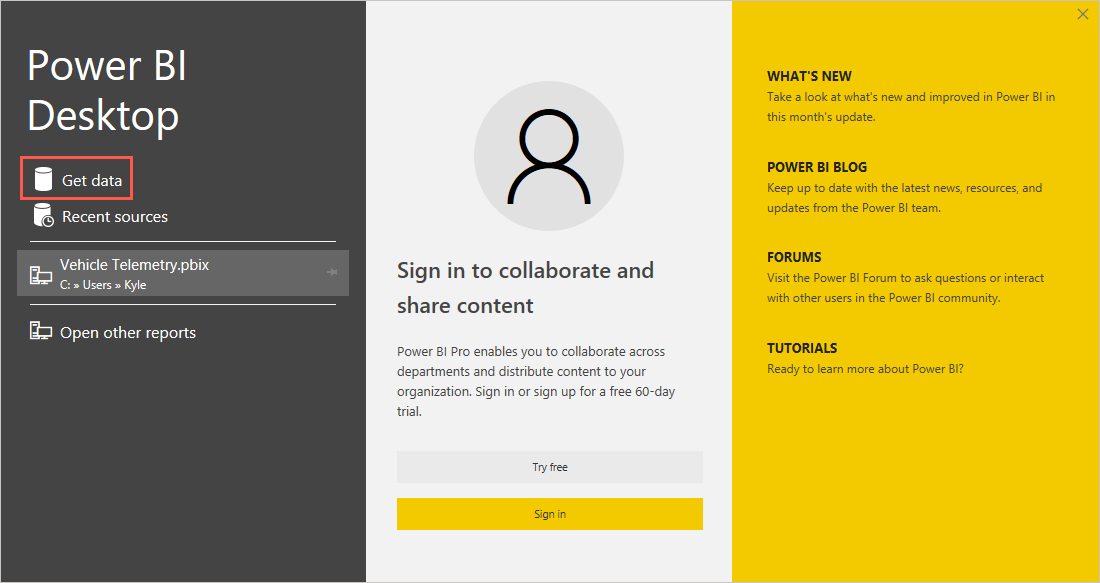 Power BI
Desktop
Get data
Recent sources
Vehicle Telemetry.pbix
C: » Users » Kyle
Open other reports
Sign in to collaborate and
share content
Power BI Pro enables you to collaborate across
departments and distribute content to your
organization. Sign in or sign up for a free 60-day
trial.
Try free
Sign in
WHAT'S NEW
Take a look at what's new and improved in Power BI in
this month's update.
POWER BI BLOG
Keep up to date with the latest news, resources, and
updates from the Power BI team.
FORUMS
Visit the Power BI Forum to ask questions or interact
with other users in the Power BI community.
TUTORIALS
Ready to learn more about Power BI?